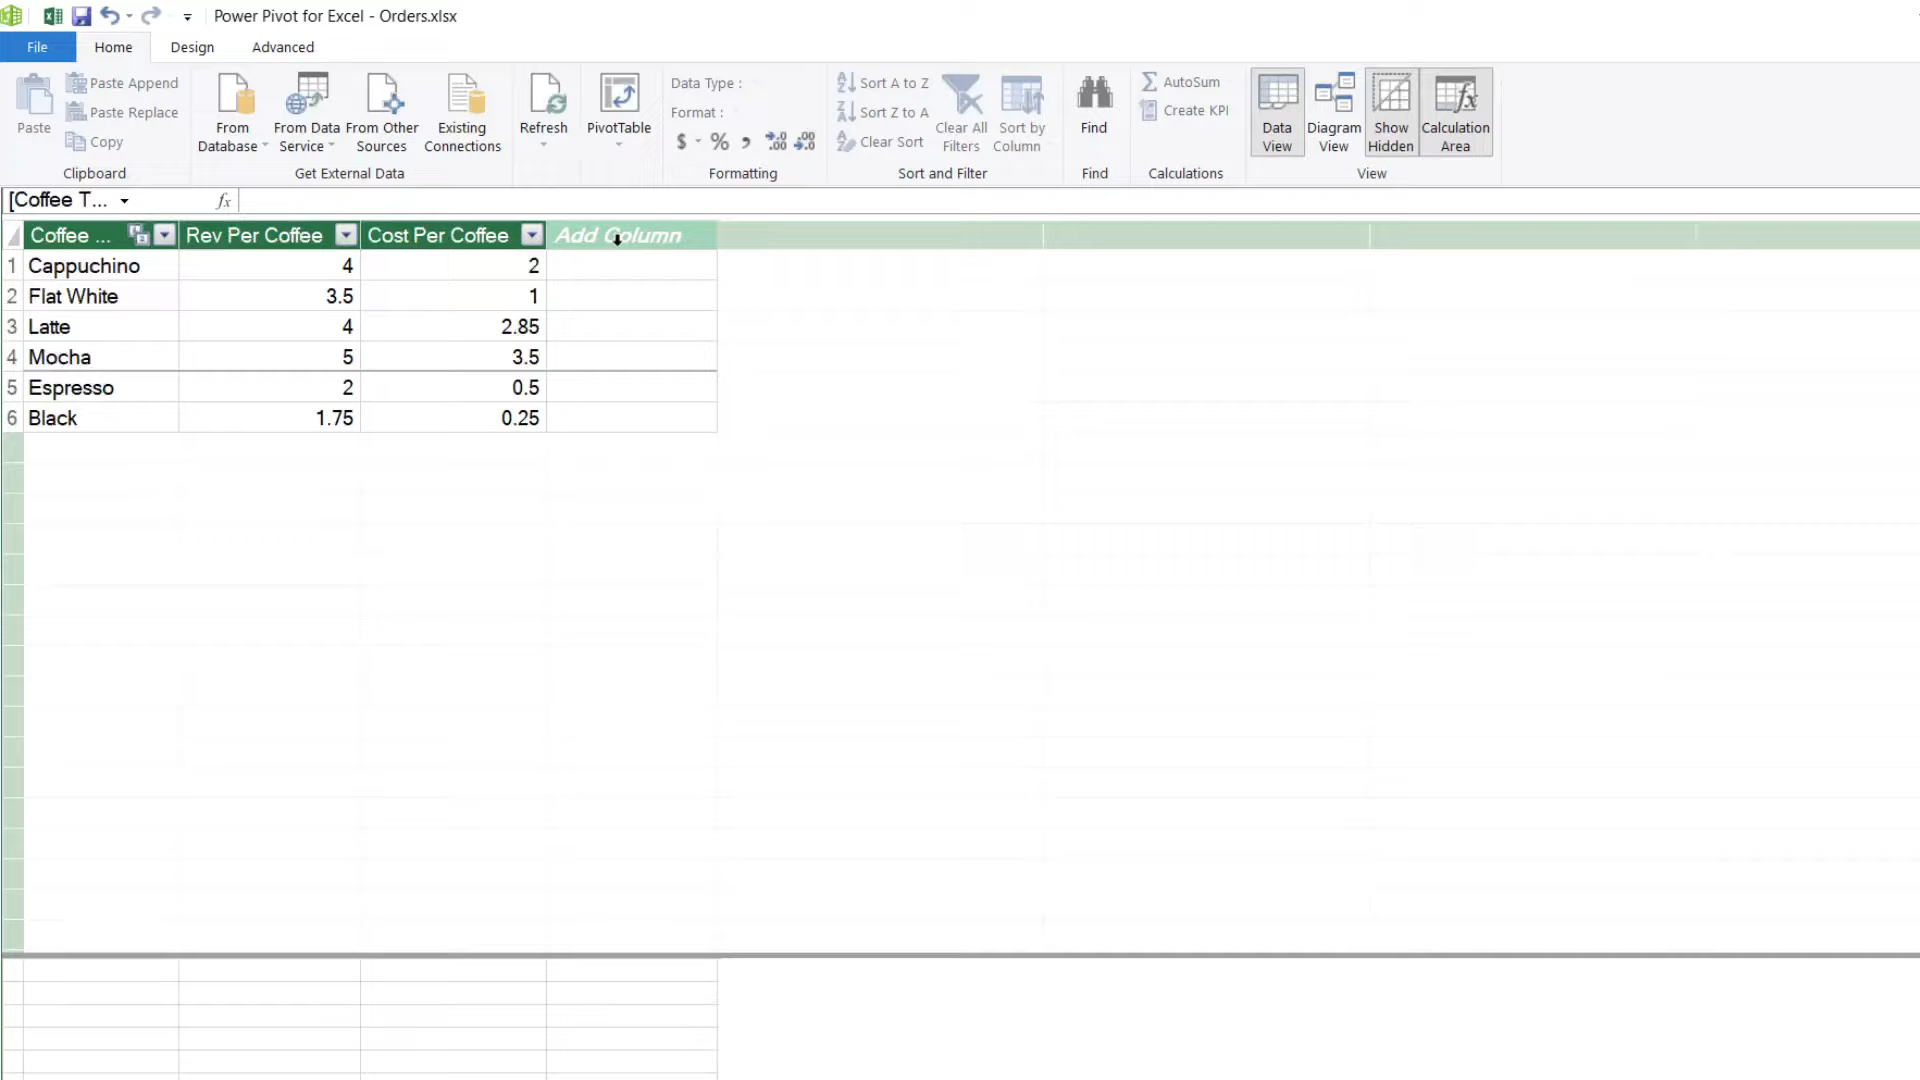 Power Pivot for Excel - Orders.xlsx
File Home Design Advanced
Paste
Paste Append
Paste Replace
Copy
Clipboard
From Database
From Data Service
From Other Sources
Existing Connections
Get External Data
Refresh
PivotTable
Data Type :
Format :
$ % , .0 .00 .00 .0
Formatting
Sort A to Z
Sort Z to A
Clear Sort
Clear All Filters
Sort by Column
Sort and Filter
Find
Find
AutoSum
Create KPI
Calculations
Data View
Diagram View
Show Hidden
Calculation Area
View
[Coffee T... fx
Coffee ... Rev Per Coffee Cost Per Coffee Add Column
1 Cappuchino 4 2
2 Flat White 3.5 1
3 Latte 4 2.85
4 Mocha 5 3.5
5 Espresso 2 0.5
6 Black 1.75 0.25